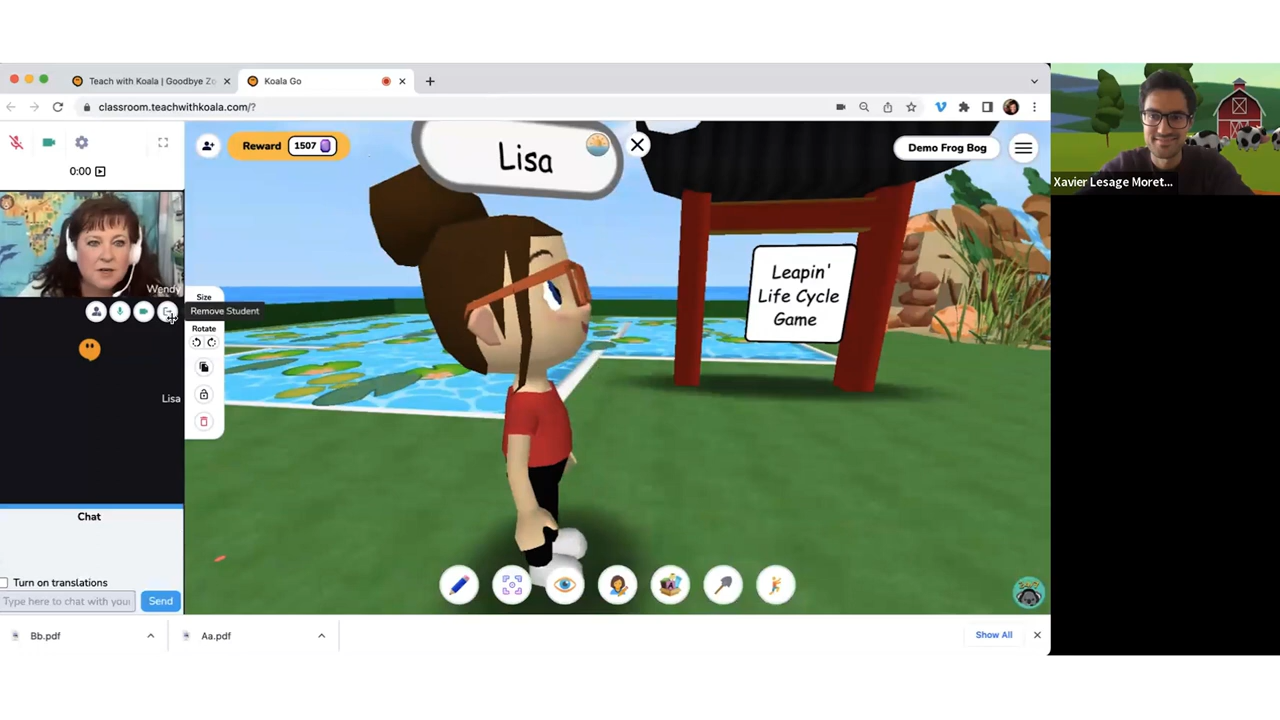 Teach with Koala | Goodbye Zo
Koala Go
classroom.teachwithkoala.com/?
0:00
Reward 1507
Lisa
Demo Frog Bog
Xavier Lesage Moret...
Wendy
Size
Remove Student
Rotate
Lisa
Leapin'
Life Cycle
Game
Chat
Turn on translations
Type here to chat with your
Send
Bb.pdf
Aa.pdf
Show All